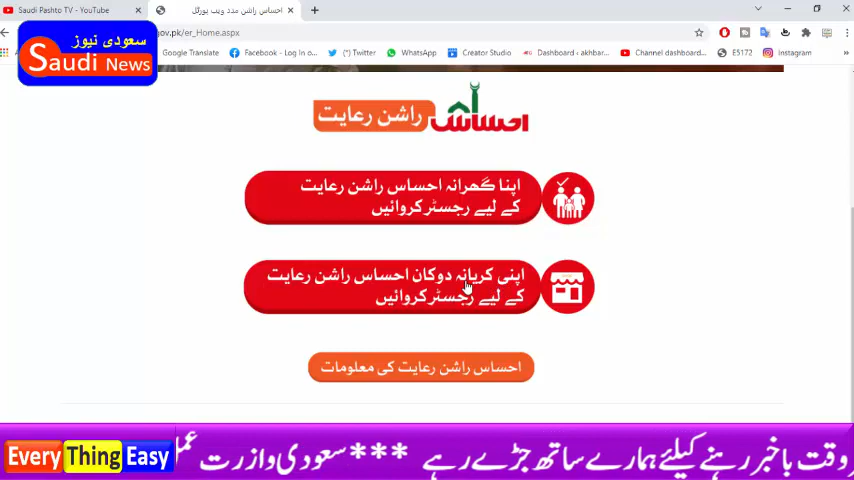 Saudi Pashto TV - YouTube
احساس راشن مدد ویب پورٹل
gov.pk/er_Home.aspx
Google Translate
Facebook - Log In o...
(*) Twitter
WhatsApp
Creator Studio
Dashboard ‹ akhbar...
Channel dashboard...
E5172
Instagram
سعودی نیوز
Saudi News
احساس راشن رعایت
اپنا گھرانہ احساس راشن رعایت
کے لیے رجسٹر کروائیں
اپنی کریانہ دوکان احساس راشن رعایت
کے لیے رجسٹر کروائیں
احساس راشن رعایت کی معلومات
Every Thing Easy
وقت باخبر رہنے کیلئے ہمارے ساتھ جڑے رہے *** سعودی وازرت